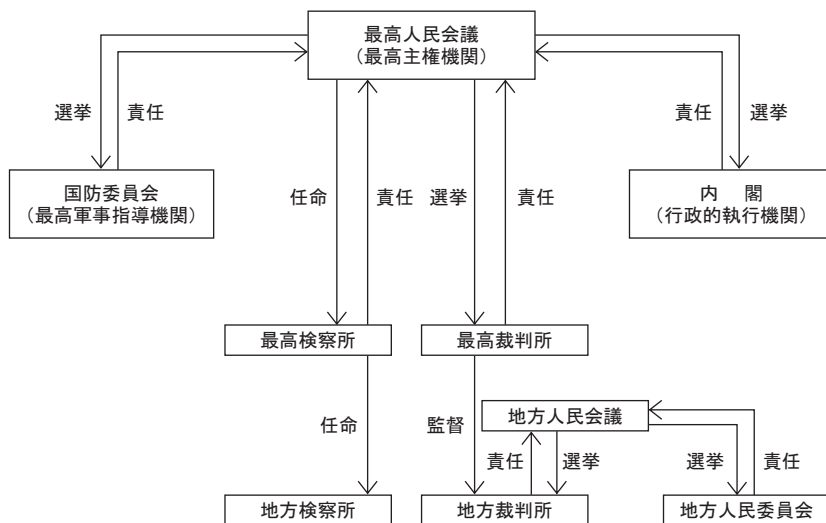 最高人民会議
（最高主権機関）
選挙
責任
責任
選挙
国防委員会
（最高軍事指導機関）
任命
責任
選挙
責任
内　閣
（行政的執行機関）
最高検察所
最高裁判所
任命
監督
地方人民会議
責任
選挙
選挙
責任
地方検察所
地方裁判所
地方人民委員会